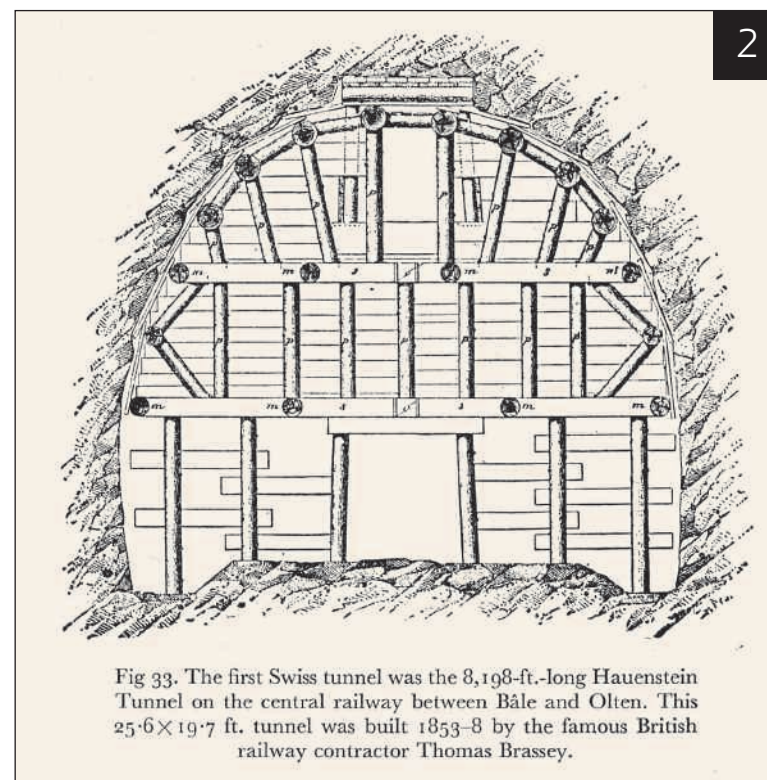 2
p p p p p p p p
m m s s m m
p p p p p p p
m m s s m m
Fig 33. The first Swiss tunnel was the 8,198-ft.-long Hauenstein
Tunnel on the central railway between Bâle and Olten. This
25·6×19·7 ft. tunnel was built 1853–8 by the famous British
railway contractor Thomas Brassey.